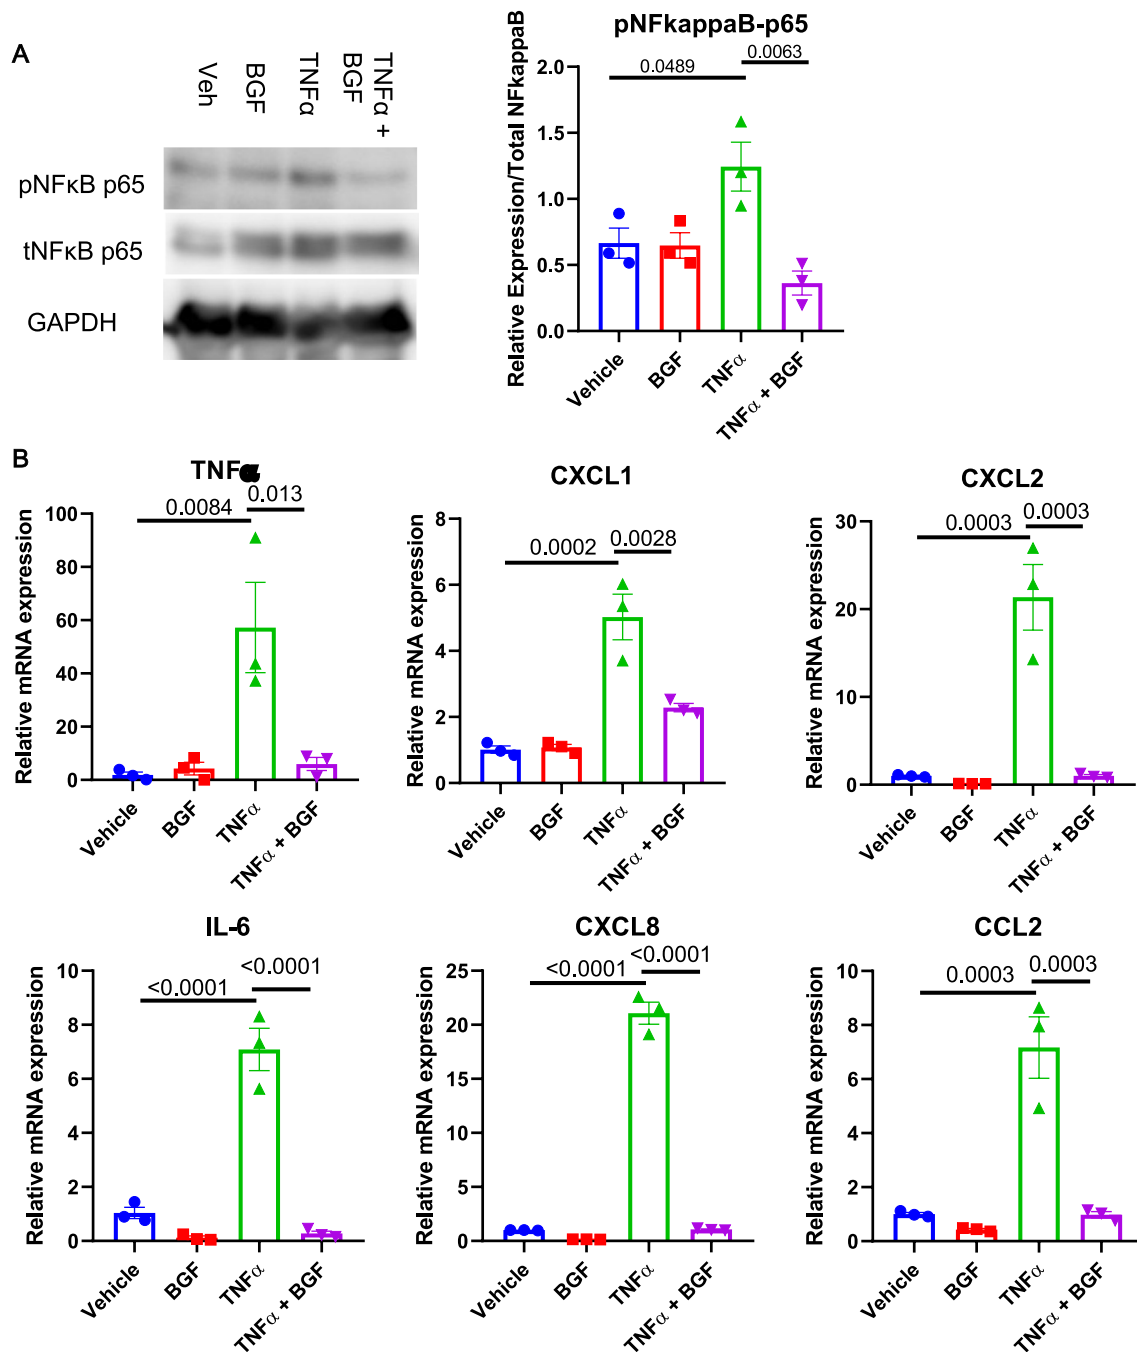 A
Veh
BGF
TNFα
TNFα +
BGF
pNFκB p65
tNFκB p65
GAPDH
pNFkappaB-p65
0.0489
0.0063
Relative Expression/Total NFkappaB
2.0
1.5
1.0
0.5
0.0
Vehicle
BGF
TNFα
TNFα + BGF
B
TNFα
0.0084
0.013
Relative mRNA expression
100
80
60
40
20
0
Vehicle
BGF
TNFα
TNFα + BGF
CXCL1
0.0002
0.0028
Relative mRNA expression
8
6
4
2
0
Vehicle
BGF
TNFα
TNFα + BGF
CXCL2
0.0003
0.0003
Relative mRNA expression
30
20
10
0
Vehicle
BGF
TNFα
TNFα + BGF
IL-6
<0.0001
<0.0001
Relative mRNA expression
10
8
6
4
2
0
Vehicle
BGF
TNFα
TNFα + BGF
CXCL8
<0.0001
<0.0001
Relative mRNA expression
25
20
15
10
5
0
Vehicle
BGF
TNFα
TNFα + BGF
CCL2
0.0003
0.0003
Relative mRNA expression
10
8
6
4
2
0
Vehicle
BGF
TNFα
TNFα + BGF